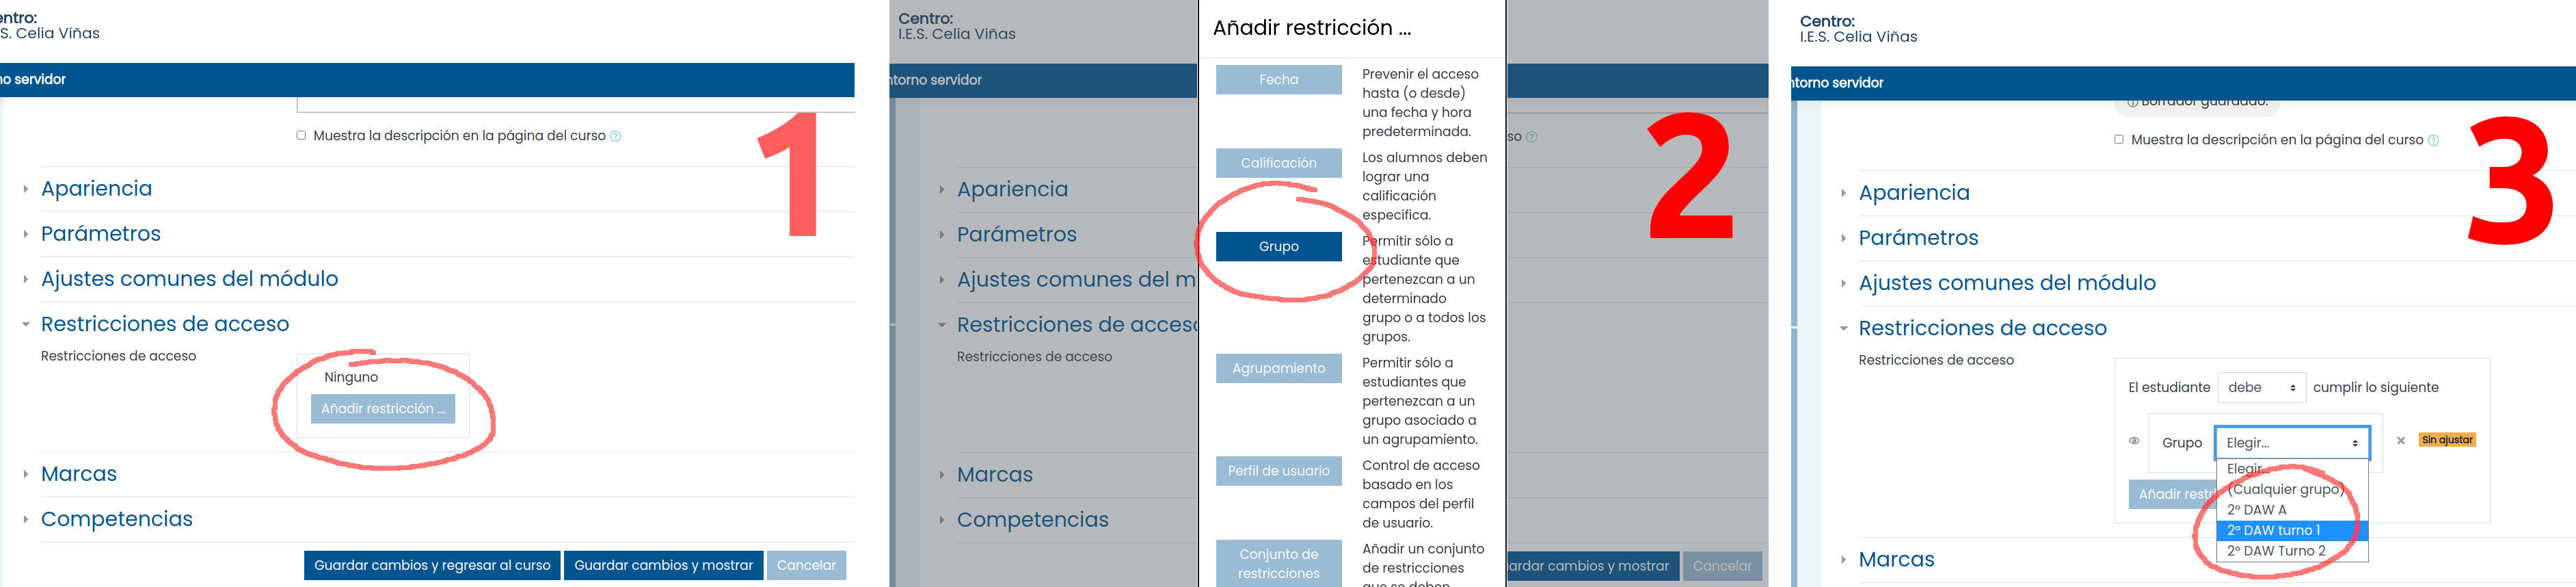 entro:
S. Celia Viñas
no servidor
Muestra la descripción en la página del curso
1
Apariencia
Parámetros
Ajustes comunes del módulo
Restricciones de acceso
Restricciones de acceso
Ninguno
Añadir restricción ...
Marcas
Competencias
Guardar cambios y regresar al curso
Guardar cambios y mostrar
Cancelar
Centro:
I.E.S. Celia Viñas
ntorno servidor
so
2
Apariencia
Parámetros
Ajustes comunes del m
Restricciones de acceso
Restricciones de acceso
Marcas
Competencias
ardar cambios y mostrar
Cancelar
Añadir restricción ...
Fecha
Prevenir el acceso
hasta (o desde)
una fecha y hora
predeterminada.
Calificación
Los alumnos deben
lograr una
calificación
específica.
Grupo
Permitir sólo a
estudiante que
pertenezcan a un
determinado
grupo o a todos los
grupos.
Agrupamiento
Permitir sólo a
estudiantes que
pertenezcan a un
grupo asociado a
un agrupamiento.
Perfil de usuario
Control de acceso
basado en los
campos del perfil
de usuario.
Conjunto de
restricciones
Añadir un conjunto
de restricciones
que se deben
Centro:
I.E.S. Celia Viñas
ntorno servidor
Borrador guardado.
Muestra la descripción en la página del curso
3
Apariencia
Parámetros
Ajustes comunes del módulo
Restricciones de acceso
Restricciones de acceso
El estudiante debe cumplir lo siguiente
Grupo Elegir... Sin ajustar
Elegir...
(Cualquier grupo)
2º DAW A
2º DAW turno 1
2º DAW Turno 2
Añadir restri
Marcas